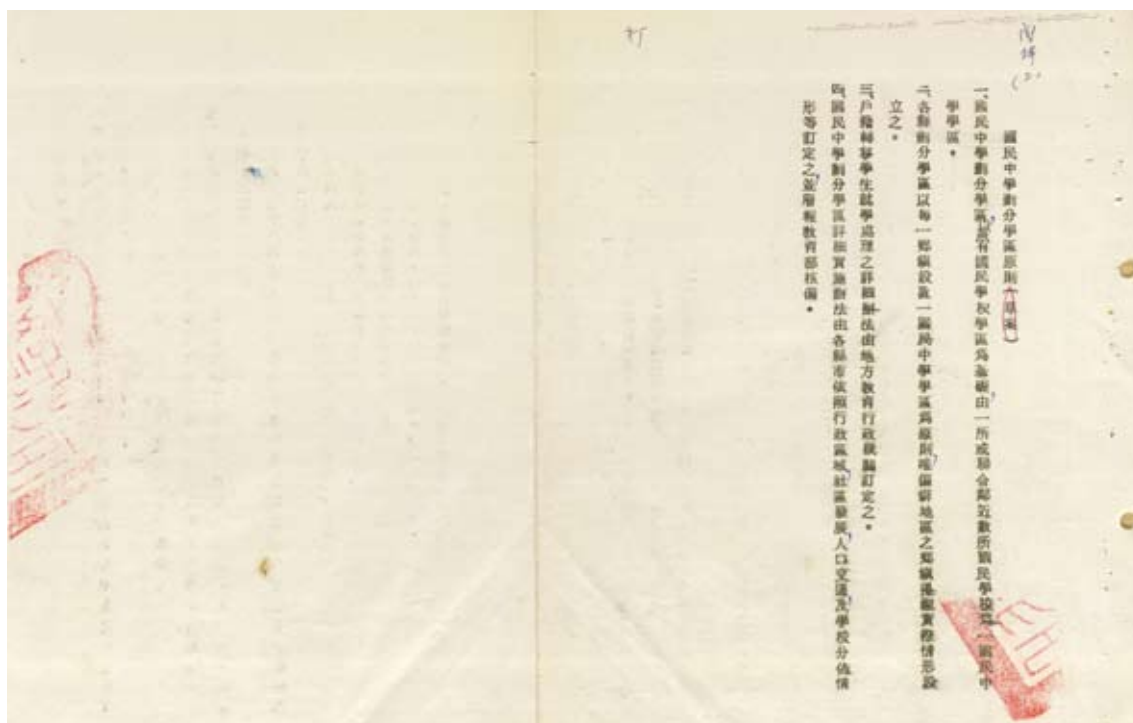 國民中學劃分學區原則（草案）
一、國民中學劃分學區，以現有國民學校學區為基礎，由一所或聯合鄰近數所國民學校為一國民中
學學區。
二、各縣劃分學區以每一鄉鎮設置一國民中學學區為原則，唯偏僻地區之鄉鎮得視實際情形設
立之。
三、戶籍轉移學生就學處理之詳細辦法由地方教育行政機關訂定之。
四、國民中學劃分學區詳細實施辦法由各縣市依照行政區域，社區發展，人口交通，及學校分佈情
形等訂定之，並層報教育部核備。